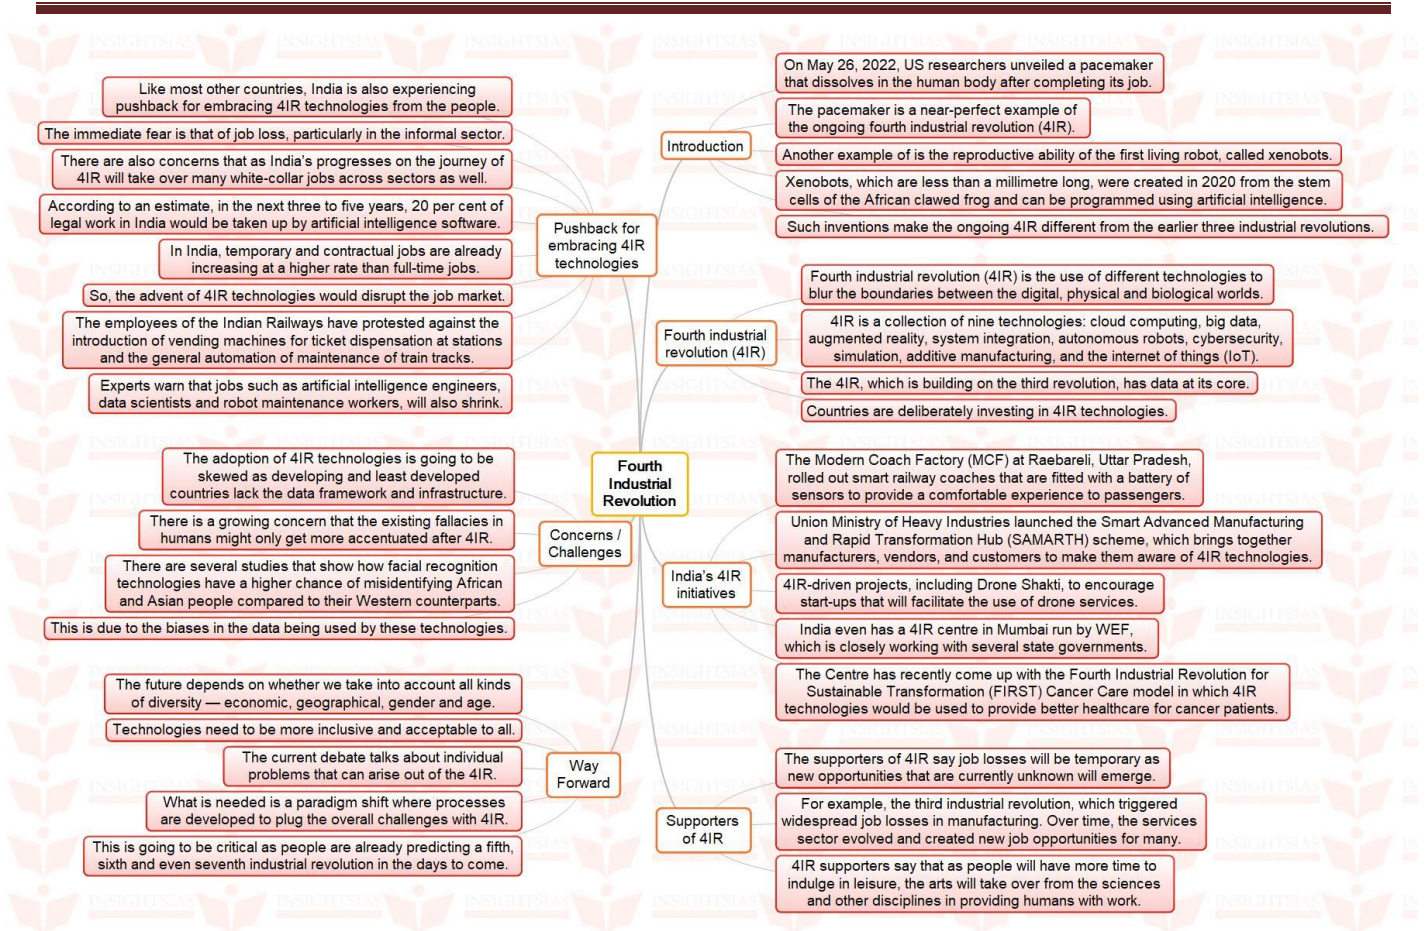 Fourth
Industrial
Revolution
Introduction
On May 26, 2022, US researchers unveiled a pacemaker
that dissolves in the human body after completing its job.
The pacemaker is a near-perfect example of
the ongoing fourth industrial revolution (4IR).
Another example of is the reproductive ability of the first living robot, called xenobots.
Xenobots, which are less than a millimetre long, were created in 2020 from the stem
cells of the African clawed frog and can be programmed using artificial intelligence.
Such inventions make the ongoing 4IR different from the earlier three industrial revolutions.
Fourth industrial
revolution (4IR)
Fourth industrial revolution (4IR) is the use of different technologies to
blur the boundaries between the digital, physical and biological worlds.
4IR is a collection of nine technologies: cloud computing, big data,
augmented reality, system integration, autonomous robots, cybersecurity,
simulation, additive manufacturing, and the internet of things (IoT).
The 4IR, which is building on the third revolution, has data at its core.
Countries are deliberately investing in 4IR technologies.
India's 4IR
initiatives
The Modern Coach Factory (MCF) at Raebareli, Uttar Pradesh,
rolled out smart railway coaches that are fitted with a battery of
sensors to provide a comfortable experience to passengers.
Union Ministry of Heavy Industries launched the Smart Advanced Manufacturing
and Rapid Transformation Hub (SAMARTH) scheme, which brings together
manufacturers, vendors, and customers to make them aware of 4IR technologies.
4IR-driven projects, including Drone Shakti, to encourage
start-ups that will facilitate the use of drone services.
India even has a 4IR centre in Mumbai run by WEF,
which is closely working with several state governments.
The Centre has recently come up with the Fourth Industrial Revolution for
Sustainable Transformation (FIRST) Cancer Care model in which 4IR
technologies would be used to provide better healthcare for cancer patients.
Supporters
of 4IR
The supporters of 4IR say job losses will be temporary as
new opportunities that are currently unknown will emerge.
For example, the third industrial revolution, which triggered
widespread job losses in manufacturing. Over time, the services
sector evolved and created new job opportunities for many.
4IR supporters say that as people will have more time to
indulge in leisure, the arts will take over from the sciences
and other disciplines in providing humans with work.
Pushback for
embracing 4IR
technologies
Like most other countries, India is also experiencing
pushback for embracing 4IR technologies from the people.
The immediate fear is that of job loss, particularly in the informal sector.
There are also concerns that as India's progresses on the journey of
4IR will take over many white-collar jobs across sectors as well.
According to an estimate, in the next three to five years, 20 per cent of
legal work in India would be taken up by artificial intelligence software.
In India, temporary and contractual jobs are already
increasing at a higher rate than full-time jobs.
So, the advent of 4IR technologies would disrupt the job market.
The employees of the Indian Railways have protested against the
introduction of vending machines for ticket dispensation at stations
and the general automation of maintenance of train tracks.
Experts warn that jobs such as artificial intelligence engineers,
data scientists and robot maintenance workers, will also shrink.
Concerns /
Challenges
The adoption of 4IR technologies is going to be
skewed as developing and least developed
countries lack the data framework and infrastructure.
There is a growing concern that the existing fallacies in
humans might only get more accentuated after 4IR.
There are several studies that show how facial recognition
technologies have a higher chance of misidentifying African
and Asian people compared to their Western counterparts.
This is due to the biases in the data being used by these technologies.
Way
Forward
The future depends on whether we take into account all kinds
of diversity — economic, geographical, gender and age.
Technologies need to be more inclusive and acceptable to all.
The current debate talks about individual
problems that can arise out of the 4IR.
What is needed is a paradigm shift where processes
are developed to plug the overall challenges with 4IR.
This is going to be critical as people are already predicting a fifth,
sixth and even seventh industrial revolution in the days to come.
INSIGHTSIAS